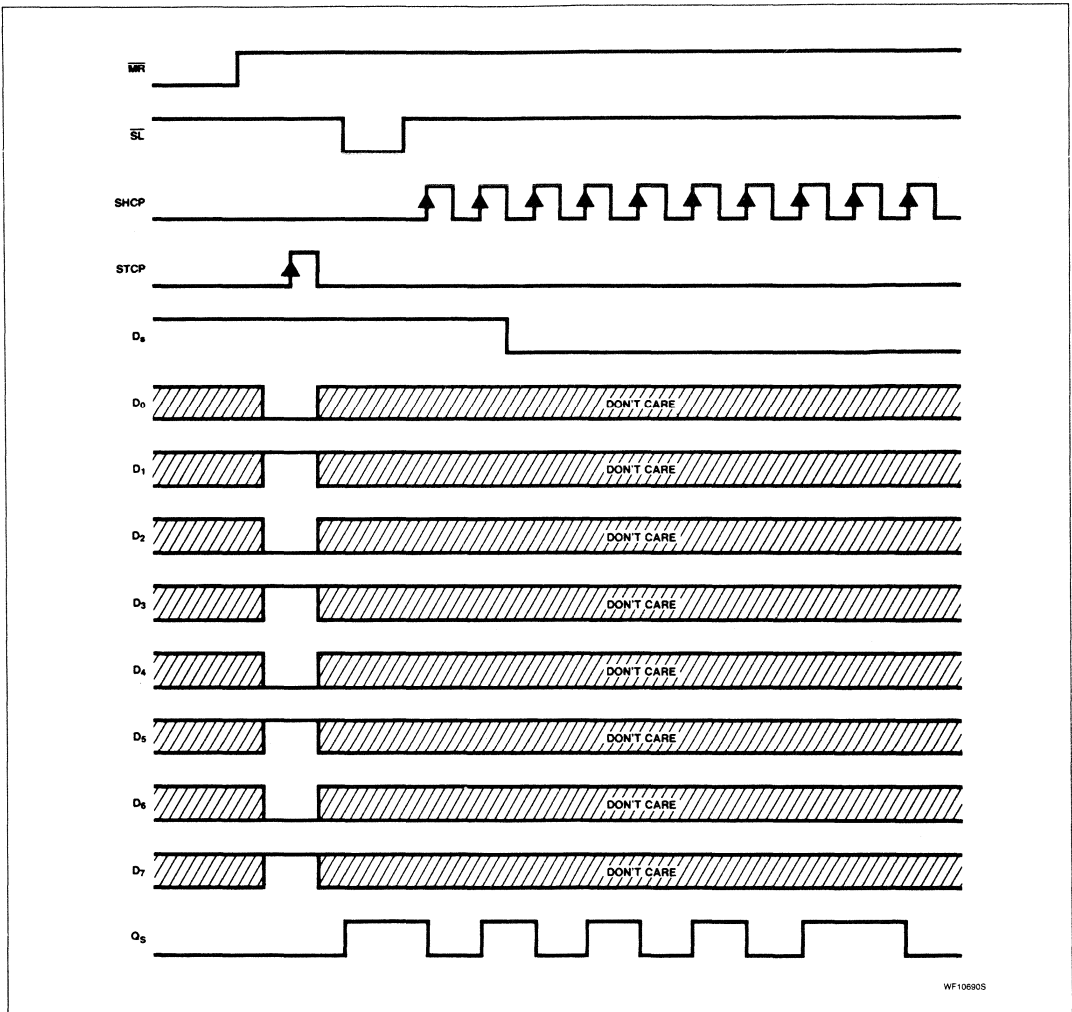 MR
SL
SHCP
STCP
Ds
D0 DON'T CARE
D1 DON'T CARE
D2 DON'T CARE
D3 DON'T CARE
D4 DON'T CARE
D5 DON'T CARE
D6 DON'T CARE
D7 DON'T CARE
QS
WF10690S